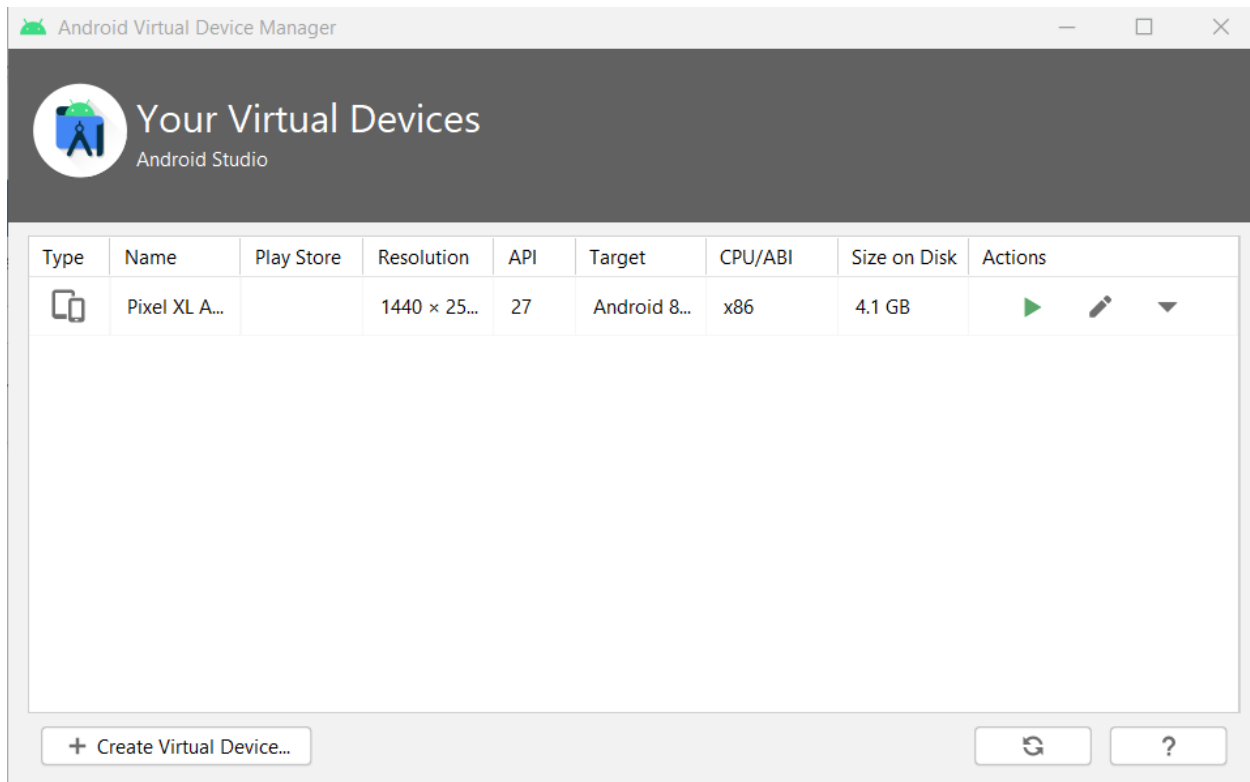 Android Virtual Device Manager
Your Virtual Devices
Android Studio
Type Name Play Store Resolution API Target CPU/ABI Size on Disk Actions
Pixel XL A... 1440 × 25... 27 Android 8... x86 4.1 GB
+ Create Virtual Device... ?